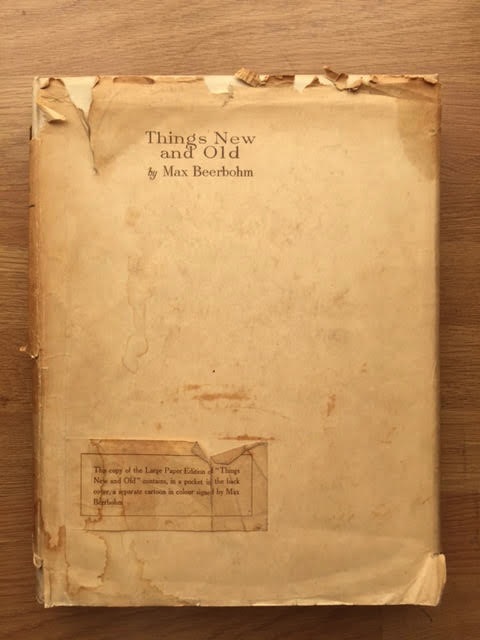 Things New
and Old
by Max Beerbohm
This copy of the Large Paper Edition of "Things
New and Old" contains, in a pocket in the back
cover, a separate cartoon in colour signed by Max
Beerbohm